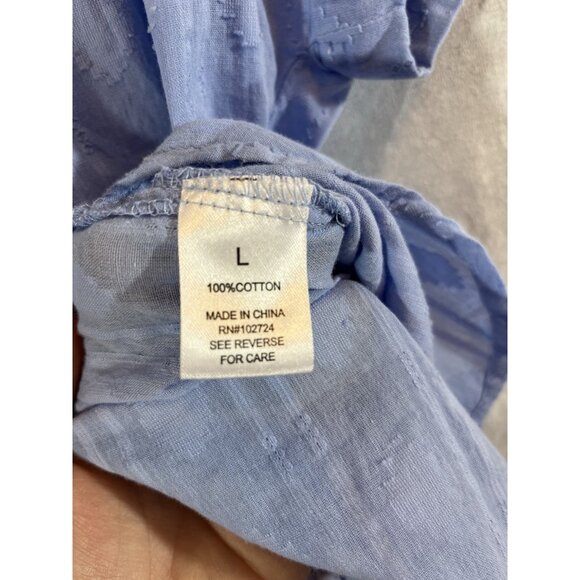 L
100%COTTON
MADE IN CHINA
RN#102724
SEE REVERSE
FOR CARE